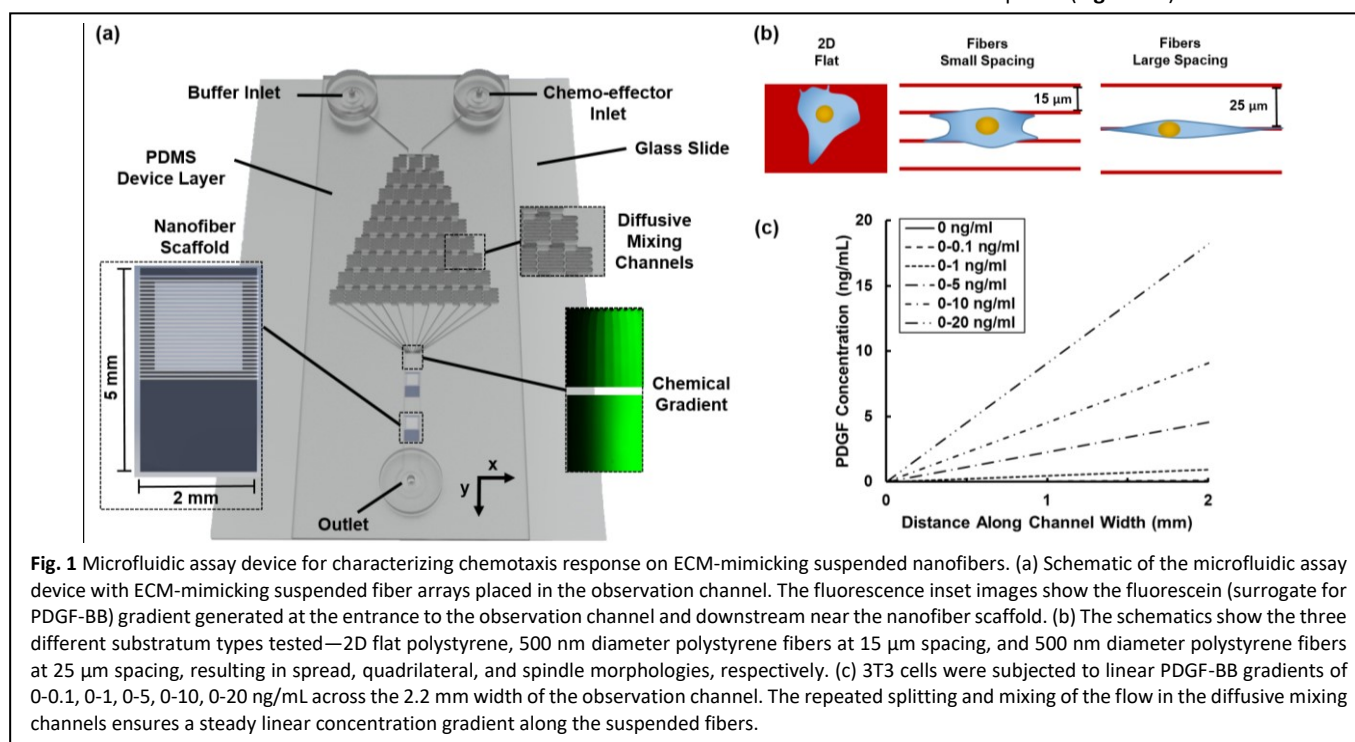 (a)
Buffer Inlet
Chemo-effector
Inlet
PDMS
Device Layer
Glass Slide
Nanofiber
Scaffold
Diffusive
Mixing
Channels
5 mm
2 mm
Chemical
Gradient
x
y
Outlet
(b)
2D
Flat
Fibers
Small Spacing
15 µm
Fibers
Large Spacing
25 µm
(c)
PDGF Concentration (ng/mL)
20
15
10
5
0
0 ng/ml
0-0.1 ng/ml
0-1 ng/ml
0-5 ng/ml
0-10 ng/ml
0-20 ng/ml
0
1
2
Distance Along Channel Width (mm)
Fig. 1 Microfluidic assay device for characterizing chemotaxis response on ECM-mimicking suspended nanofibers. (a) Schematic of the microfluidic assay
device with ECM-mimicking suspended fiber arrays placed in the observation channel. The fluorescence inset images show the fluorescein (surrogate for
PDGF-BB) gradient generated at the entrance to the observation channel and downstream near the nanofiber scaffold. (b) The schematics show the three
different substratum types tested—2D flat polystyrene, 500 nm diameter polystyrene fibers at 15 µm spacing, and 500 nm diameter polystyrene fibers
at 25 µm spacing, resulting in spread, quadrilateral, and spindle morphologies, respectively. (c) 3T3 cells were subjected to linear PDGF-BB gradients of
0-0.1, 0-1, 0-5, 0-10, 0-20 ng/mL across the 2.2 mm width of the observation channel. The repeated splitting and mixing of the flow in the diffusive mixing
channels ensures a steady linear concentration gradient along the suspended fibers.